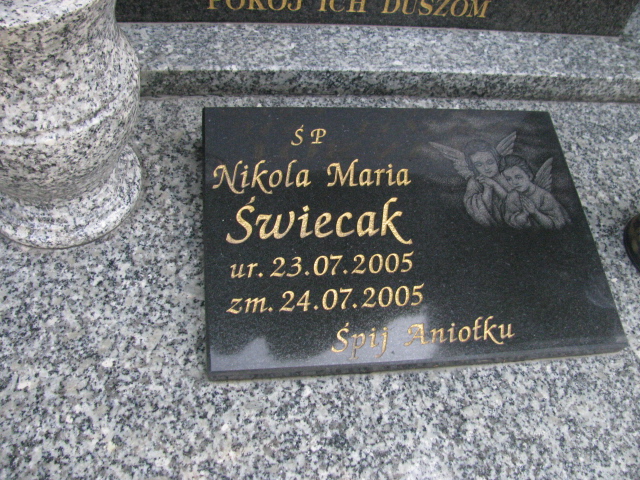 POKÓJ ICH DUSZOM
ŚP
Nikola Maria
Świecak
ur. 23.07.2005
zm. 24.07.2005
Śpij Aniołku